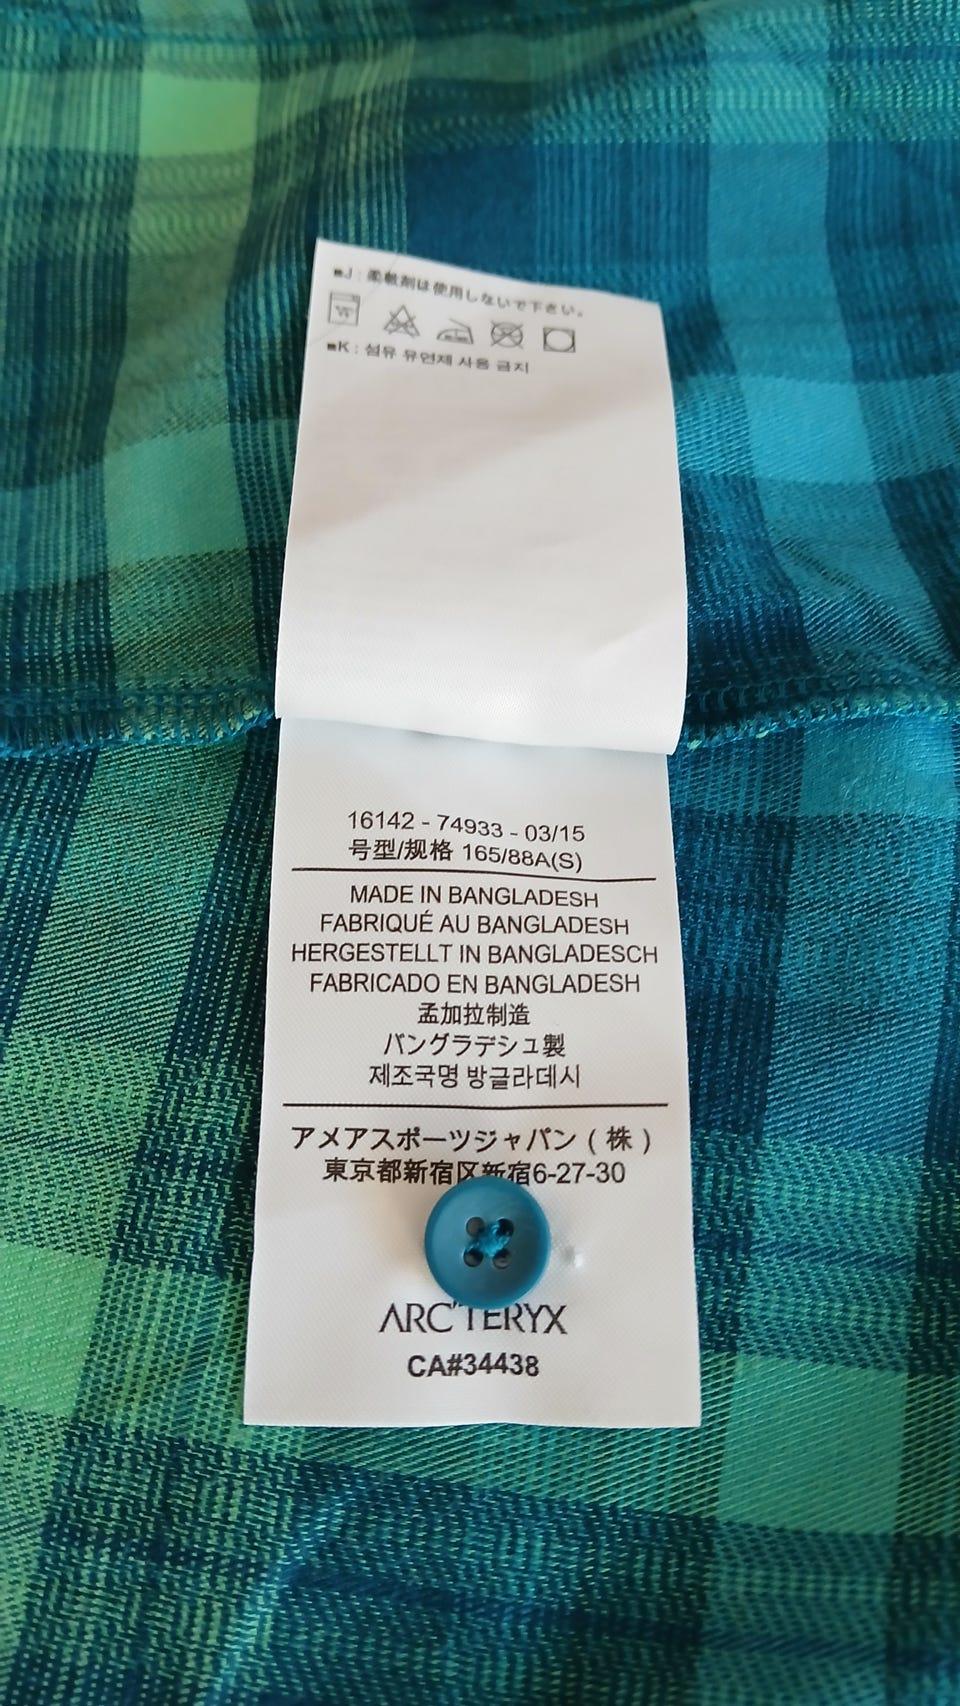 ■J : 柔軟剤は使用しないで下さい。
■K : 섬유 유연제 사용 금지
16142 - 74933 - 03/15
号型/规格 165/88A(S)
MADE IN BANGLADESH
FABRIQUÉ AU BANGLADESH
HERGESTELLT IN BANGLADESCH
FABRICADO EN BANGLADESH
孟加拉制造
バングラデシュ製
제조국명 방글라데시
アメアスポーツジャパン ( 株 )
東京都新宿区新宿6-27-30
ARC'TERYX
CA#34438